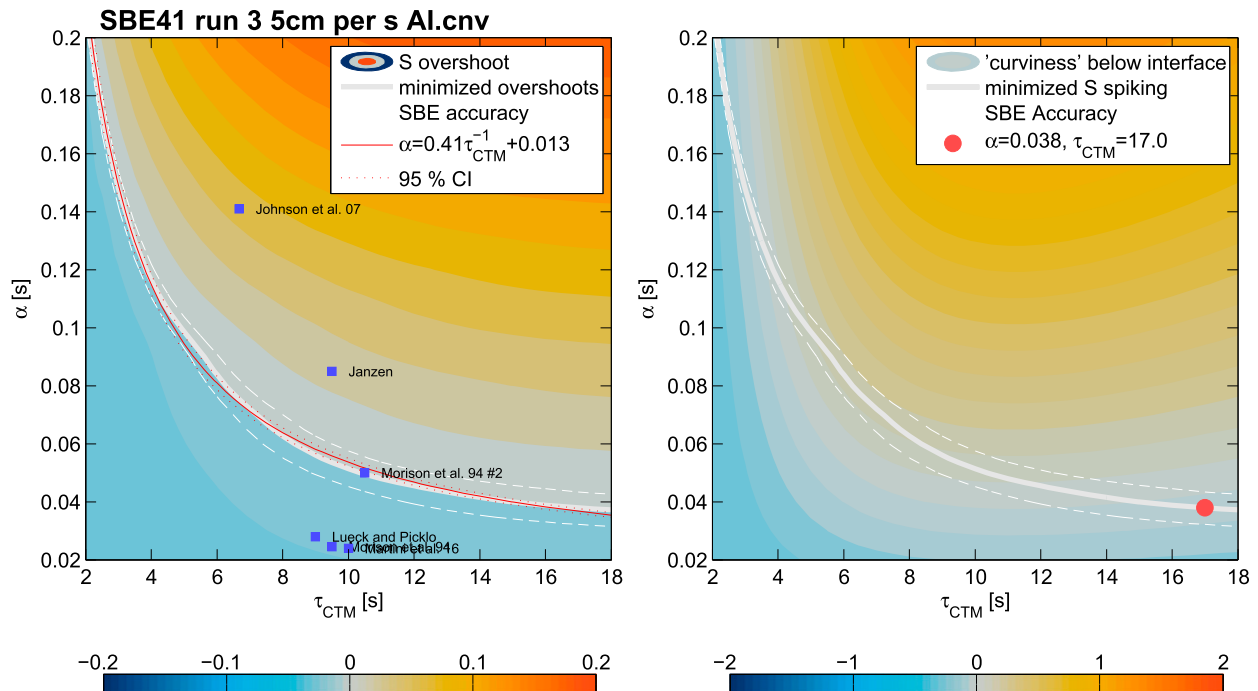 SBE41 run 3 5cm per s Al.cnv
0.2
0.18
0.16
0.14
0.12
0.1
0.08
0.06
0.04
0.02
α [s]
S overshoot
minimized overshoots
SBE accuracy
α=0.41τ_CTM^−1+0.013
95 % CI
Johnson et al. 07
Janzen
Morison et al. 94 #2
Lueck and Picklo
2 4 6 8 10 12 14 16 18
τ_CTM [s]
−0.2 −0.1 0 0.1 0.2
0.2
0.18
0.16
0.14
0.12
0.1
0.08
0.06
0.04
0.02
α [s]
'curviness' below interface
minimized S spiking
SBE Accuracy
α=0.038, τ_CTM=17.0
2 4 6 8 10 12 14 16 18
τ_CTM [s]
−2 −1 0 1 2